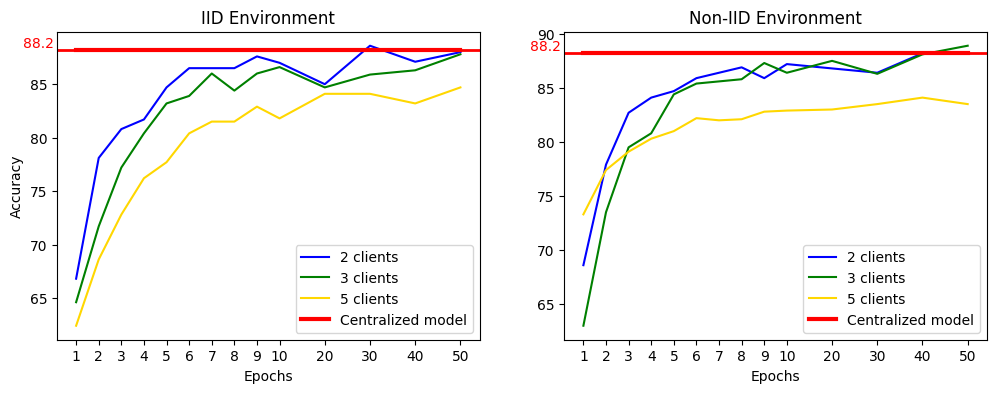 IID Environment
88.2
85
80
75
70
65
Accuracy
2 clients
3 clients
5 clients
Centralized model
1 2 3 4 5 6 7 8 9 10 20 30 40 50
Epochs
Non-IID Environment
90
88.2
85
80
75
70
65
2 clients
3 clients
5 clients
Centralized model
1 2 3 4 5 6 7 8 9 10 20 30 40 50
Epochs